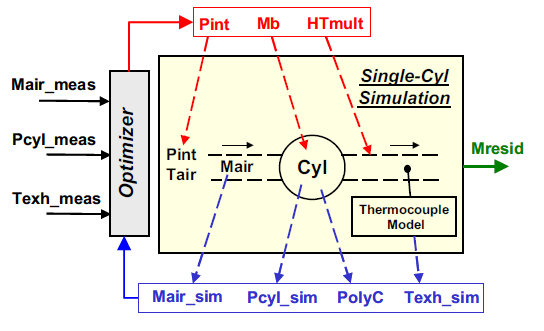 Pint Mb HTmult
Single-Cyl
Simulation
Mair_meas
Pcyl_meas
Texh_meas
Optimizer
Pint
Tair
Mair
Cyl
Mresid
Thermocouple
Model
Mair_sim Pcyl_sim PolyC Texh_sim